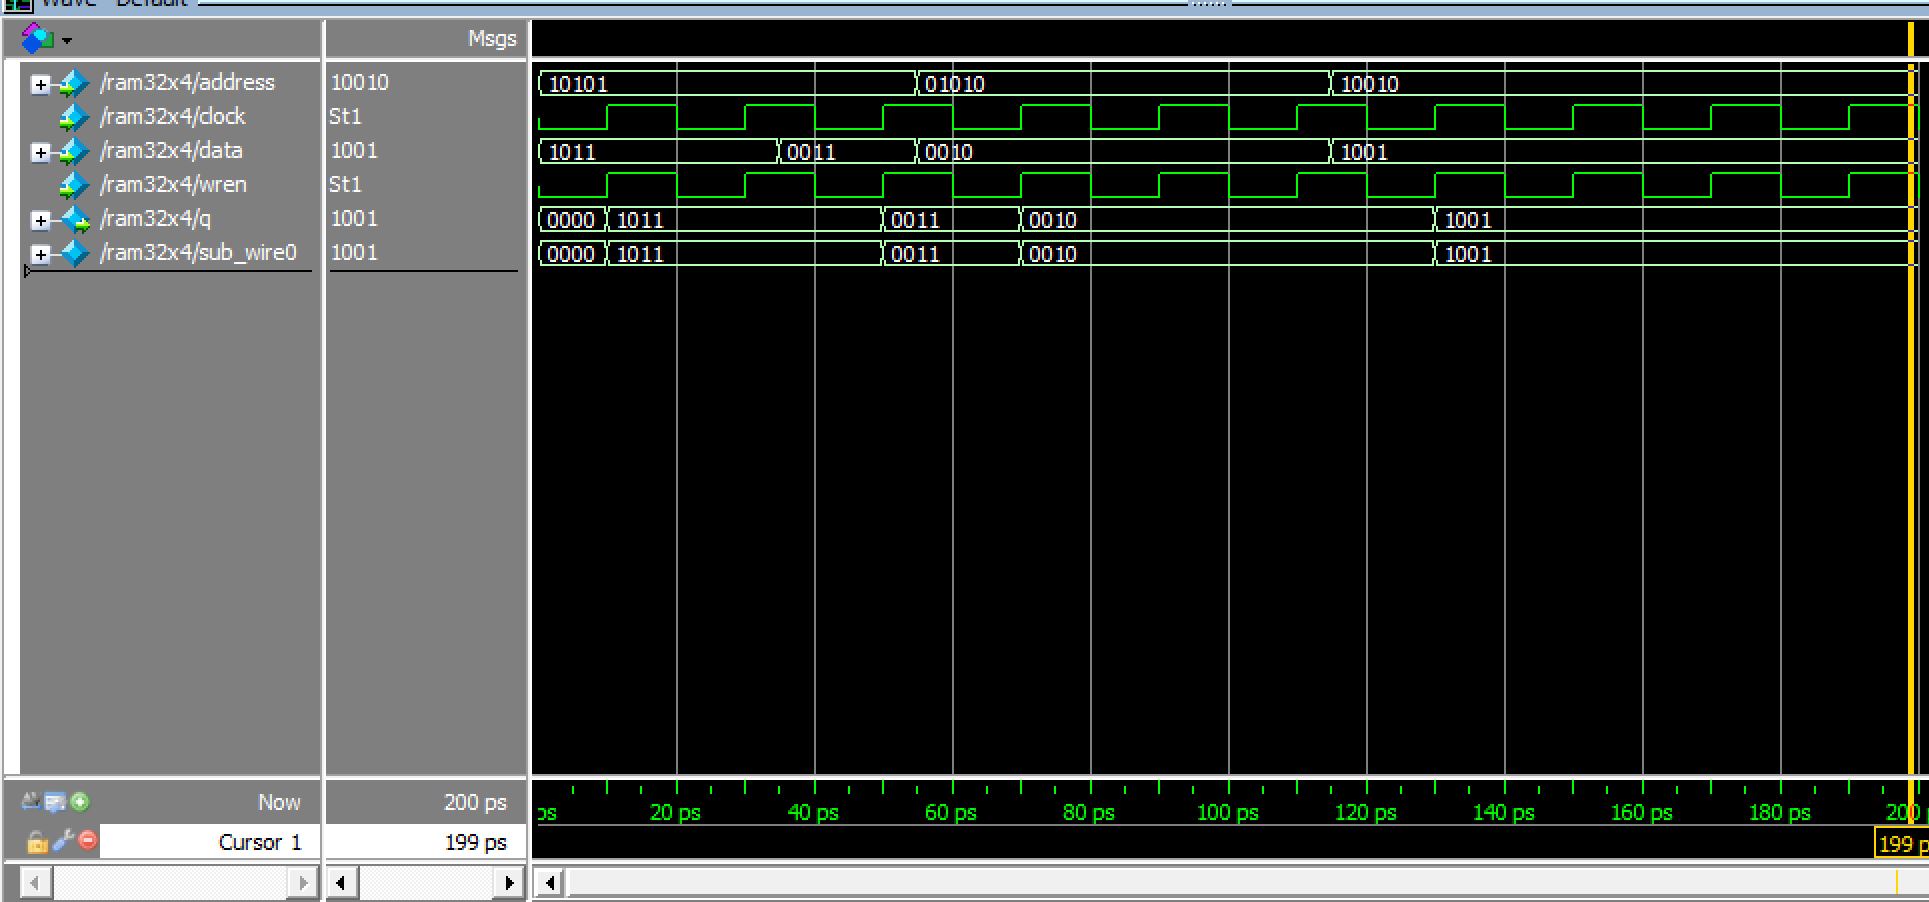 Wave - Default
Msgs
/ram32x4/address 10010 10101 01010 10010
/ram32x4/clock St1
/ram32x4/data 1001 1011 0011 0010 1001
/ram32x4/wren St1
/ram32x4/q 1001 0000 1011 0011 0010 1001
/ram32x4/sub_wire0 1001 0000 1011 0011 0010 1001
Now 200 ps ps 20 ps 40 ps 60 ps 80 ps 100 ps 120 ps 140 ps 160 ps 180 ps 200
Cursor 1 199 ps 199 p